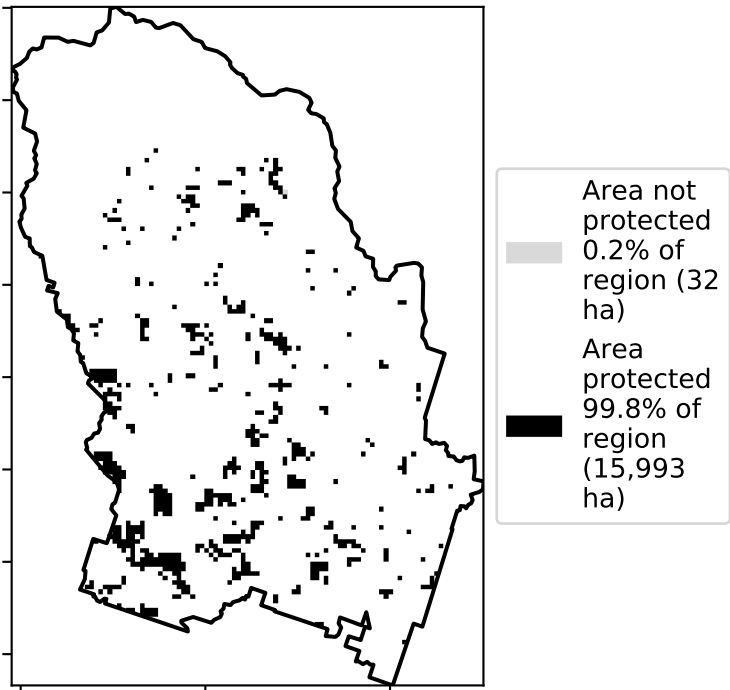 Area not
protected
0.2% of
region (32
ha)
Area
protected
99.8% of
region
(15,993
ha)